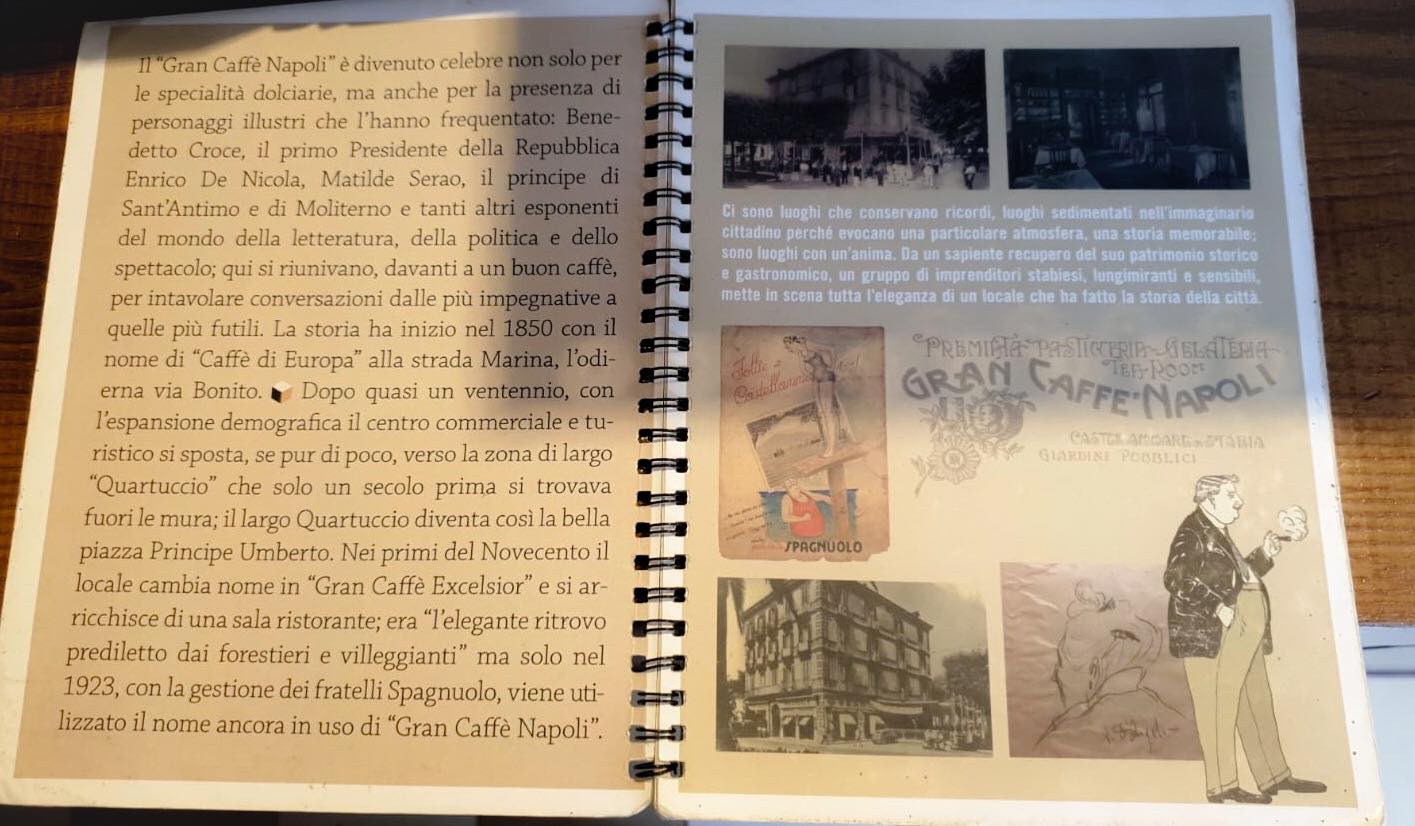 Il “Gran Caffè Napoli” è divenuto celebre non solo per
le specialità dolciarie, ma anche per la presenza di
personaggi illustri che l’hanno frequentato: Bene-
detto Croce, il primo Presidente della Repubblica
Enrico De Nicola, Matilde Serao, il principe di
Sant’Antimo e di Moliterno e tanti altri esponenti
del mondo della letteratura, della politica e dello
spettacolo; qui si riunivano, davanti a un buon caffè,
per intavolare conversazioni dalle più impegnative a
quelle più futili. La storia ha inizio nel 1850 con il
nome di “Caffè di Europa” alla strada Marina, l’odi-
erna via Bonito. Dopo quasi un ventennio, con
l’espansione demografica il centro commerciale e tu-
ristico si sposta, se pur di poco, verso la zona di largo
“Quartuccio” che solo un secolo prima si trovava
fuori le mura; il largo Quartuccio diventa così la bella
piazza Principe Umberto. Nei primi del Novecento il
locale cambia nome in “Gran Caffè Excelsior” e si ar-
ricchisce di una sala ristorante; era “l’elegante ritrovo
prediletto dai forestieri e villeggianti” ma solo nel
1923, con la gestione dei fratelli Spagnuolo, viene uti-
lizzato il nome ancora in uso di “Gran Caffè Napoli”.
Ci sono luoghi che conservano ricordi, luoghi sedimentati nell’immaginario
cittadino perché evocano una particolare atmosfera, una storia memorabile;
sono luoghi con un’anima. Da un sapiente recupero del suo patrimonio storico
e gastronomico, un gruppo di imprenditori stabiesi, lungimiranti e sensibili,
mette in scena tutta l’eleganza di un locale che ha fatto la storia della città.
SPAGNUOLO
PREMIATA PASTICCERIA GELATERIA
TEA-ROOM
GRAN CAFFÈ NAPOLI
CASTELLAMMARE DI STABIA
GIARDINI PUBBLICI